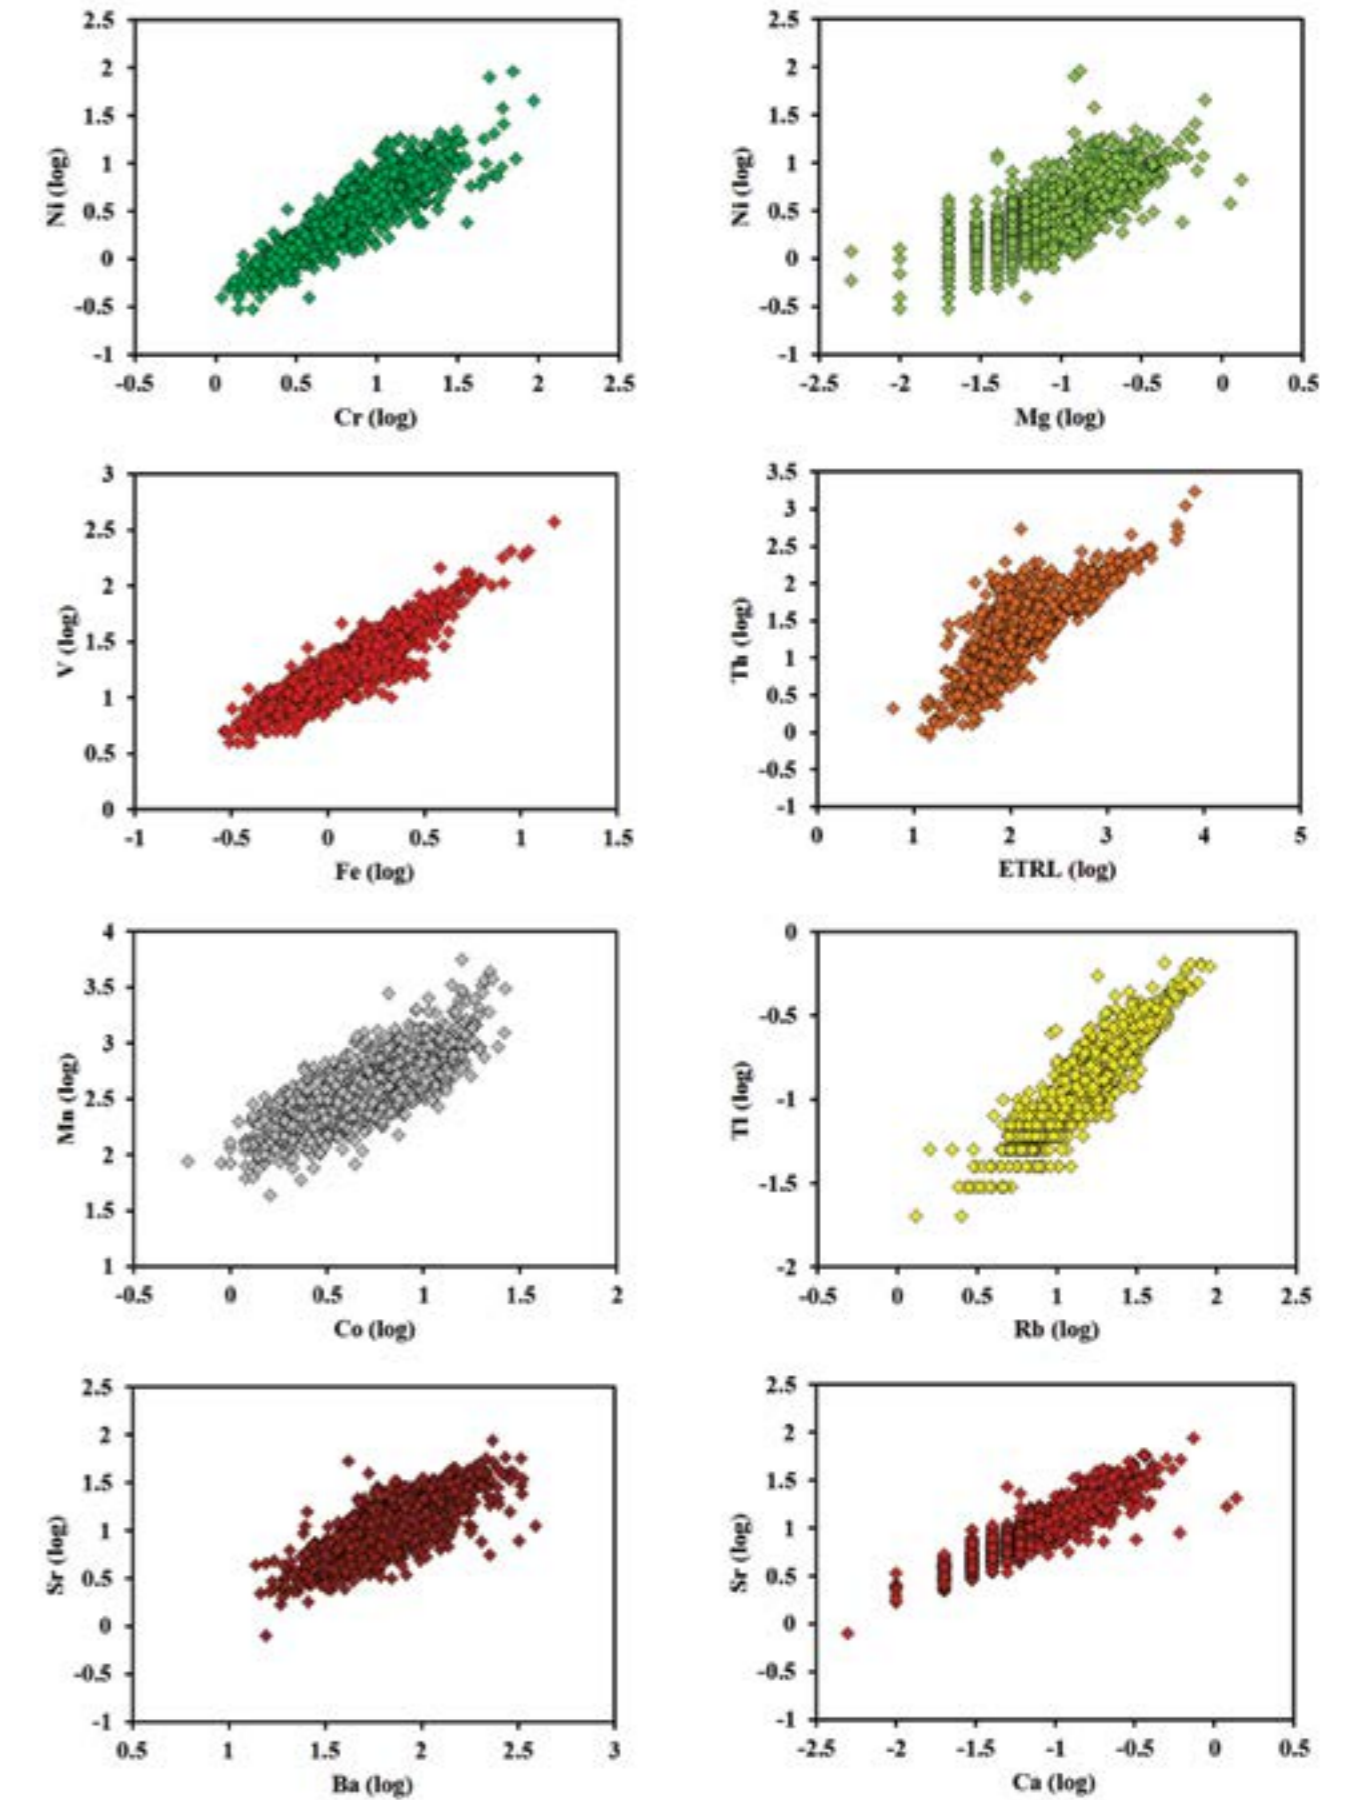 2.5
2
1.5
1
0.5
0
-0.5
-1
Ni (log)
-0.5 0 0.5 1 1.5 2 2.5
Cr (log)
2.5
2
1.5
1
0.5
0
-0.5
-1
Ni (log)
-2.5 -2 -1.5 -1 -0.5 0 0.5
Mg (log)
3
2.5
2
1.5
1
0.5
0
V (log)
-1 -0.5 0 0.5 1 1.5
Fe (log)
3.5
3
2.5
2
1.5
1
0.5
0
-0.5
-1
Th (log)
0 1 2 3 4 5
ETRL (log)
4
3.5
3
2.5
2
1.5
1
Mn (log)
-0.5 0 0.5 1 1.5 2
Co (log)
0
-0.5
-1
-1.5
-2
Tl (log)
-0.5 0 0.5 1 1.5 2 2.5
Rb (log)
2.5
2
1.5
1
0.5
0
-0.5
-1
Sr (log)
0.5 1 1.5 2 2.5 3
Ba (log)
2.5
2
1.5
1
0.5
0
-0.5
-1
Sr (log)
-2.5 -2 -1.5 -1 -0.5 0 0.5
Ca (log)